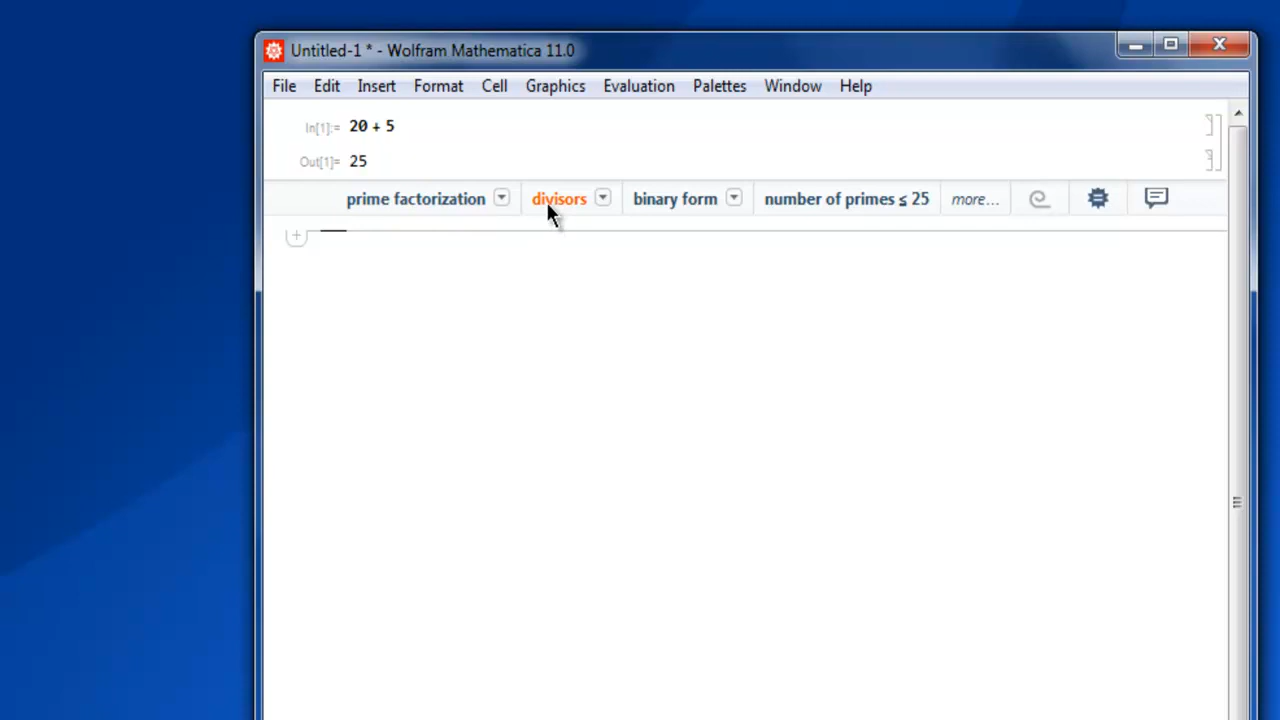 Untitled-1 * - Wolfram Mathematica 11.0
File Edit Insert Format Cell Graphics Evaluation Palettes Window Help
In[1]:= 20 + 5
Out[1]= 25
prime factorization divisors binary form number of primes ≤ 25 more...